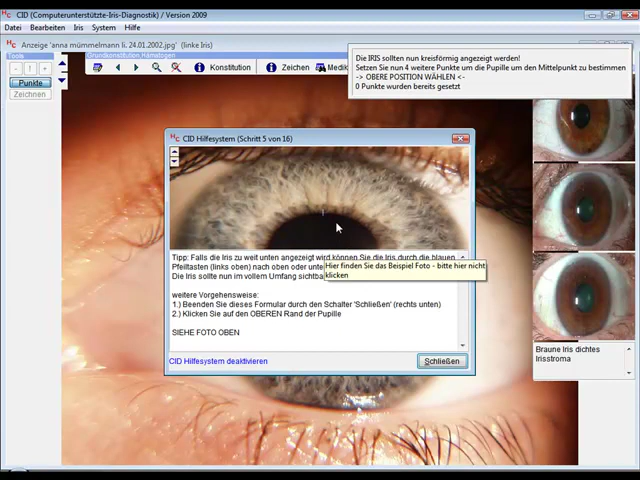 CID (Computerunterstützte-Iris-Diagnostik) / Version 2009
Datei Bearbeiten Iris System Hilfe
Anzeige 'anna mümmelmann li. 24.01.2002.jpg' (linke Iris)
Tools
Grundkonstitution Hämatogen
- 1 +
Punkte
Zeichnen
Konstitution
Zeichen
Medik
Die IRIS sollten nun kreisförmig angezeigt werden!
Setzen Sie nun 4 weitere Punkte um die Pupille um den Mittelpunkt zu bestimmen
-> OBERE POSITION WÄHLEN <-
0 Punkte wurden bereits gesetzt
CID Hilfesystem (Schritt 5 von 16)
Tipp: Falls die Iris zu weit unten angezeigt wird können Sie die Iris durch die blauen
Pfeiltasten (links oben) nach oben oder unte
Die Iris sollte nun im vollem Umfang sichtba
Hier finden Sie das Beispiel Foto - bitte hier nicht
klicken
weitere Vorgehensweise:
1.) Beenden Sie dieses Formular durch den Schalter 'Schließen' (rechts unten)
2.) Klicken Sie auf den OBEREN Rand der Pupille
SIEHE FOTO OBEN
CID Hilfesystem deaktivieren
Schließen
Braune Iris dichtes
Irisstroma